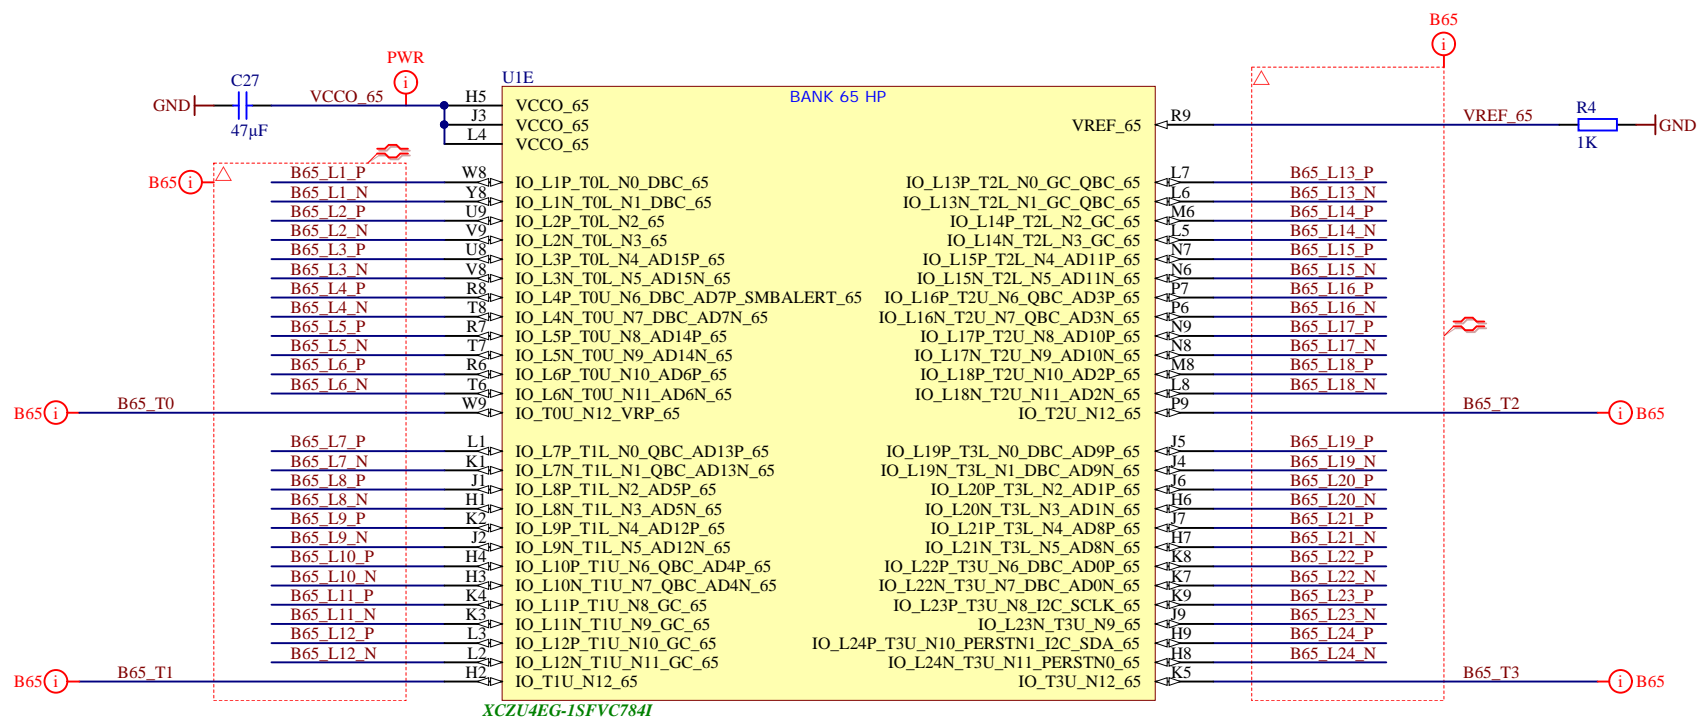 B65
PWR
C27
U1E
GND VCCO_65 H5 VCCO_65 BANK 65 HP
47µF J3 VCCO_65 VREF_65 R9 VREF_65 R4 GND
L4 VCCO_65 1K
B65 B65_L1_P W8 IO_L1P_T0L_N0_DBC_65 IO_L13P_T2L_N0_GC_QBC_65 L7 B65_L13_P
B65_L1_N Y8 IO_L1N_T0L_N1_DBC_65 IO_L13N_T2L_N1_GC_QBC_65 L6 B65_L13_N
B65_L2_P U9 IO_L2P_T0L_N2_65 IO_L14P_T2L_N2_GC_65 M6 B65_L14_P
B65_L2_N V9 IO_L2N_T0L_N3_65 IO_L14N_T2L_N3_GC_65 L5 B65_L14_N
B65_L3_P U8 IO_L3P_T0L_N4_AD15P_65 IO_L15P_T2L_N4_AD11P_65 N7 B65_L15_P
B65_L3_N V8 IO_L3N_T0L_N5_AD15N_65 IO_L15N_T2L_N5_AD11N_65 N6 B65_L15_N
B65_L4_P R8 IO_L4P_T0U_N6_DBC_AD7P_SMBALERT_65 IO_L16P_T2U_N6_QBC_AD3P_65 P7 B65_L16_P
B65_L4_N T8 IO_L4N_T0U_N7_DBC_AD7N_65 IO_L16N_T2U_N7_QBC_AD3N_65 P6 B65_L16_N
B65_L5_P R7 IO_L5P_T0U_N8_AD14P_65 IO_L17P_T2U_N8_AD10P_65 N9 B65_L17_P
B65_L5_N T7 IO_L5N_T0U_N9_AD14N_65 IO_L17N_T2U_N9_AD10N_65 N8 B65_L17_N
B65_L6_P R6 IO_L6P_T0U_N10_AD6P_65 IO_L18P_T2U_N10_AD2P_65 M8 B65_L18_P
B65_L6_N T6 IO_L6N_T0U_N11_AD6N_65 IO_L18N_T2U_N11_AD2N_65 L8 B65_L18_N
B65 B65_T0 W9 IO_T0U_N12_VRP_65 IO_T2U_N12_65 P9 B65_T2 B65
B65_L7_P L1 IO_L7P_T1L_N0_QBC_AD13P_65 IO_L19P_T3L_N0_DBC_AD9P_65 J5 B65_L19_P
B65_L7_N K1 IO_L7N_T1L_N1_QBC_AD13N_65 IO_L19N_T3L_N1_DBC_AD9N_65 J4 B65_L19_N
B65_L8_P J1 IO_L8P_T1L_N2_AD5P_65 IO_L20P_T3L_N2_AD1P_65 J6 B65_L20_P
B65_L8_N H1 IO_L8N_T1L_N3_AD5N_65 IO_L20N_T3L_N3_AD1N_65 H6 B65_L20_N
B65_L9_P K2 IO_L9P_T1L_N4_AD12P_65 IO_L21P_T3L_N4_AD8P_65 J7 B65_L21_P
B65_L9_N J2 IO_L9N_T1L_N5_AD12N_65 IO_L21N_T3L_N5_AD8N_65 H7 B65_L21_N
B65_L10_P H4 IO_L10P_T1U_N6_QBC_AD4P_65 IO_L22P_T3U_N6_DBC_AD0P_65 K8 B65_L22_P
B65_L10_N H3 IO_L10N_T1U_N7_QBC_AD4N_65 IO_L22N_T3U_N7_DBC_AD0N_65 K7 B65_L22_N
B65_L11_P K4 IO_L11P_T1U_N8_GC_65 IO_L23P_T3U_N8_I2C_SCLK_65 K9 B65_L23_P
B65_L11_N K3 IO_L11N_T1U_N9_GC_65 IO_L23N_T3U_N9_65 J9 B65_L23_N
B65_L12_P L3 IO_L12P_T1U_N10_GC_65 IO_L24P_T3U_N10_PERSTN1_I2C_SDA_65 H9 B65_L24_P
B65_L12_N L2 IO_L12N_T1U_N11_GC_65 IO_L24N_T3U_N11_PERSTN0_65 H8 B65_L24_N
B65 B65_T1 H2 IO_T1U_N12_65 IO_T3U_N12_65 K5 B65_T3 B65
XCZU4EG-1SFVC784I